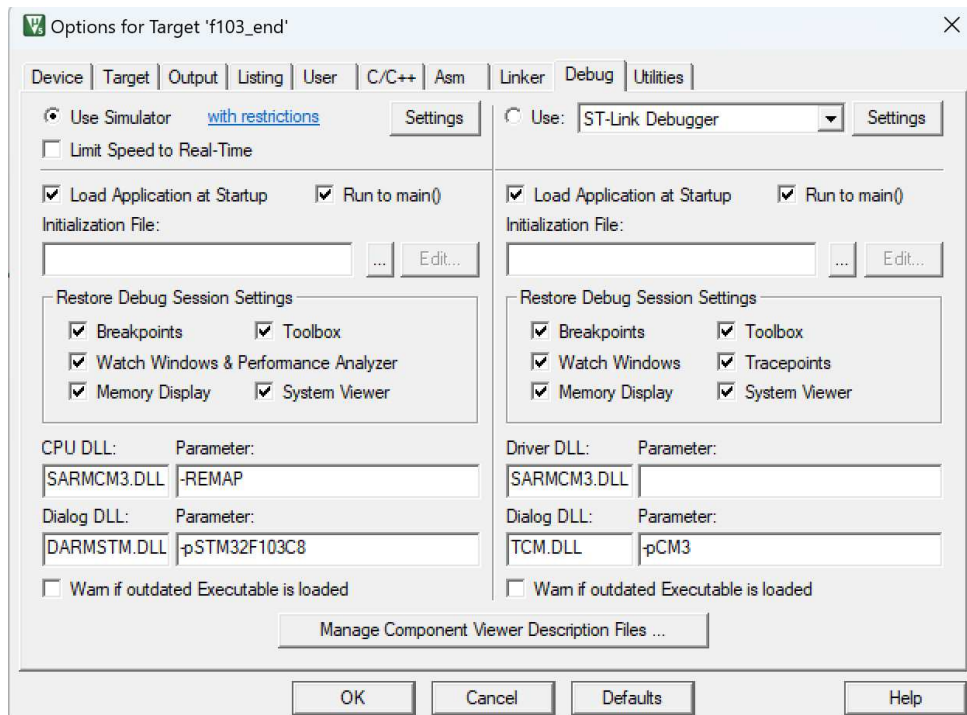 Options for Target 'f103_end'
Device Target Output Listing User C/C++ Asm Linker Debug Utilities
Use Simulator with restrictions Settings
Limit Speed to Real-Time
Use: ST-Link Debugger Settings
Load Application at Startup Run to main()
Initialization File:
... Edit...
Restore Debug Session Settings
Breakpoints Toolbox
Watch Windows & Performance Analyzer
Memory Display System Viewer
CPU DLL: Parameter:
SARMCM3.DLL -REMAP
Dialog DLL: Parameter:
DARMSTM.DLL -pSTM32F103C8
Warn if outdated Executable is loaded
Load Application at Startup Run to main()
Initialization File:
... Edit...
Restore Debug Session Settings
Breakpoints Toolbox
Watch Windows Tracepoints
Memory Display System Viewer
Driver DLL: Parameter:
SARMCM3.DLL
Dialog DLL: Parameter:
TCM.DLL -pCM3
Warn if outdated Executable is loaded
Manage Component Viewer Description Files ...
OK Cancel Defaults Help